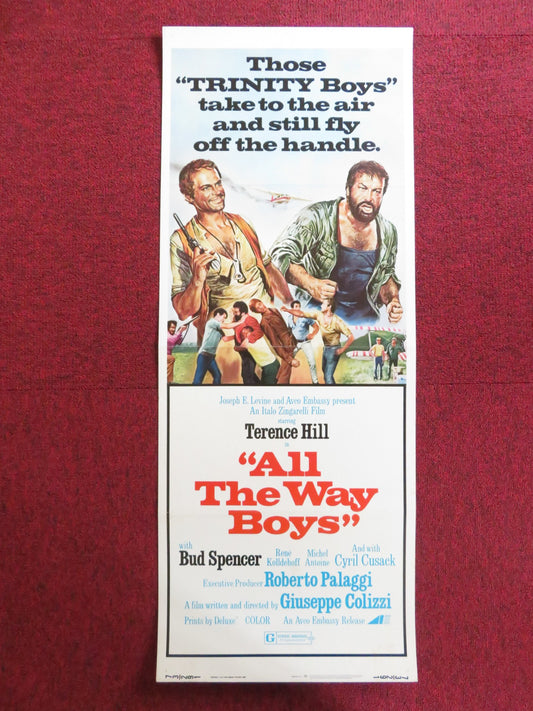 Those
“TRINITY Boys”
take to the air
and still fly
off the handle.
Joseph E. Levine and Avco Embassy present
An Italo Zingarelli Film
starring
Terence Hill
in
“All
The Way
Boys”
with
Bud Spencer
René
Kolldehoff
Michel
Antoine
And with
Cyril Cusack
Executive Producer Roberto Palaggi
A film written and directed by Giuseppe Colizzi
Prints by Deluxe® COLOR An Avco Embassy Release
G